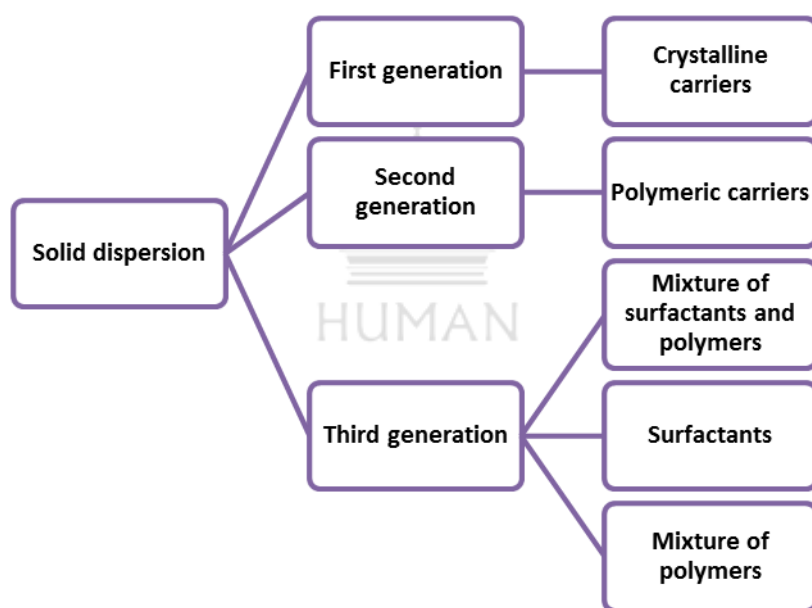 First generation
Crystalline
carriers
Second
generation
Polymeric carriers
Solid dispersion
HUMAN
Mixture of
surfactants and
polymers
Third generation
Surfactants
Mixture of
polymers